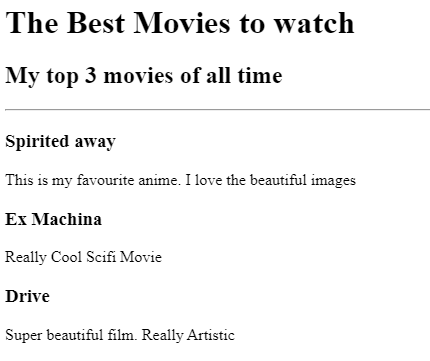 The Best Movies to watch
My top 3 movies of all time
Spirited away
This is my favourite anime. I love the beautiful images
Ex Machina
Really Cool Scifi Movie
Drive
Super beautiful film. Really Artistic